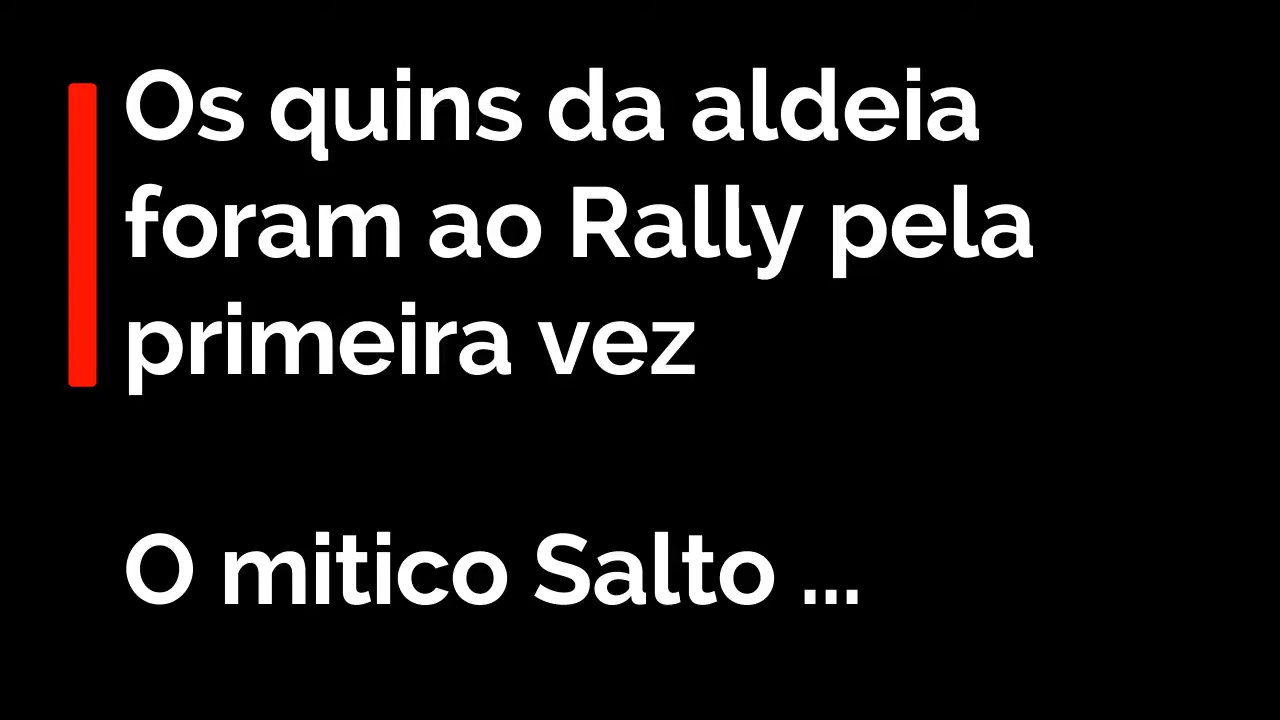 Os quins da aldeia
foram ao Rally pela
primeira vez
O mitico Salto ...